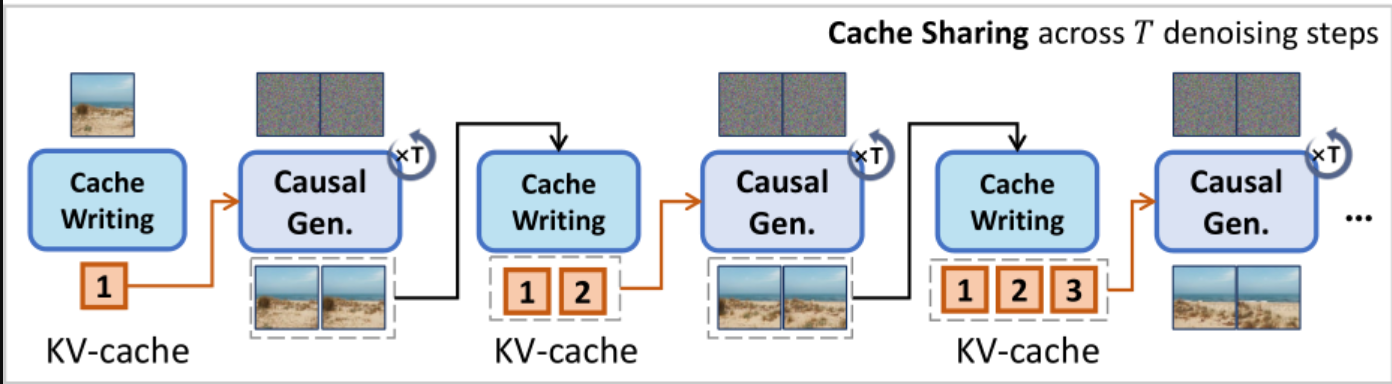 Cache Sharing across T denoising steps
×T
×T
×T
Cache
Writing
Causal
Gen.
Cache
Writing
Causal
Gen.
Cache
Writing
Causal
Gen.
...
1
1 2
1 2 3
KV-cache
KV-cache
KV-cache